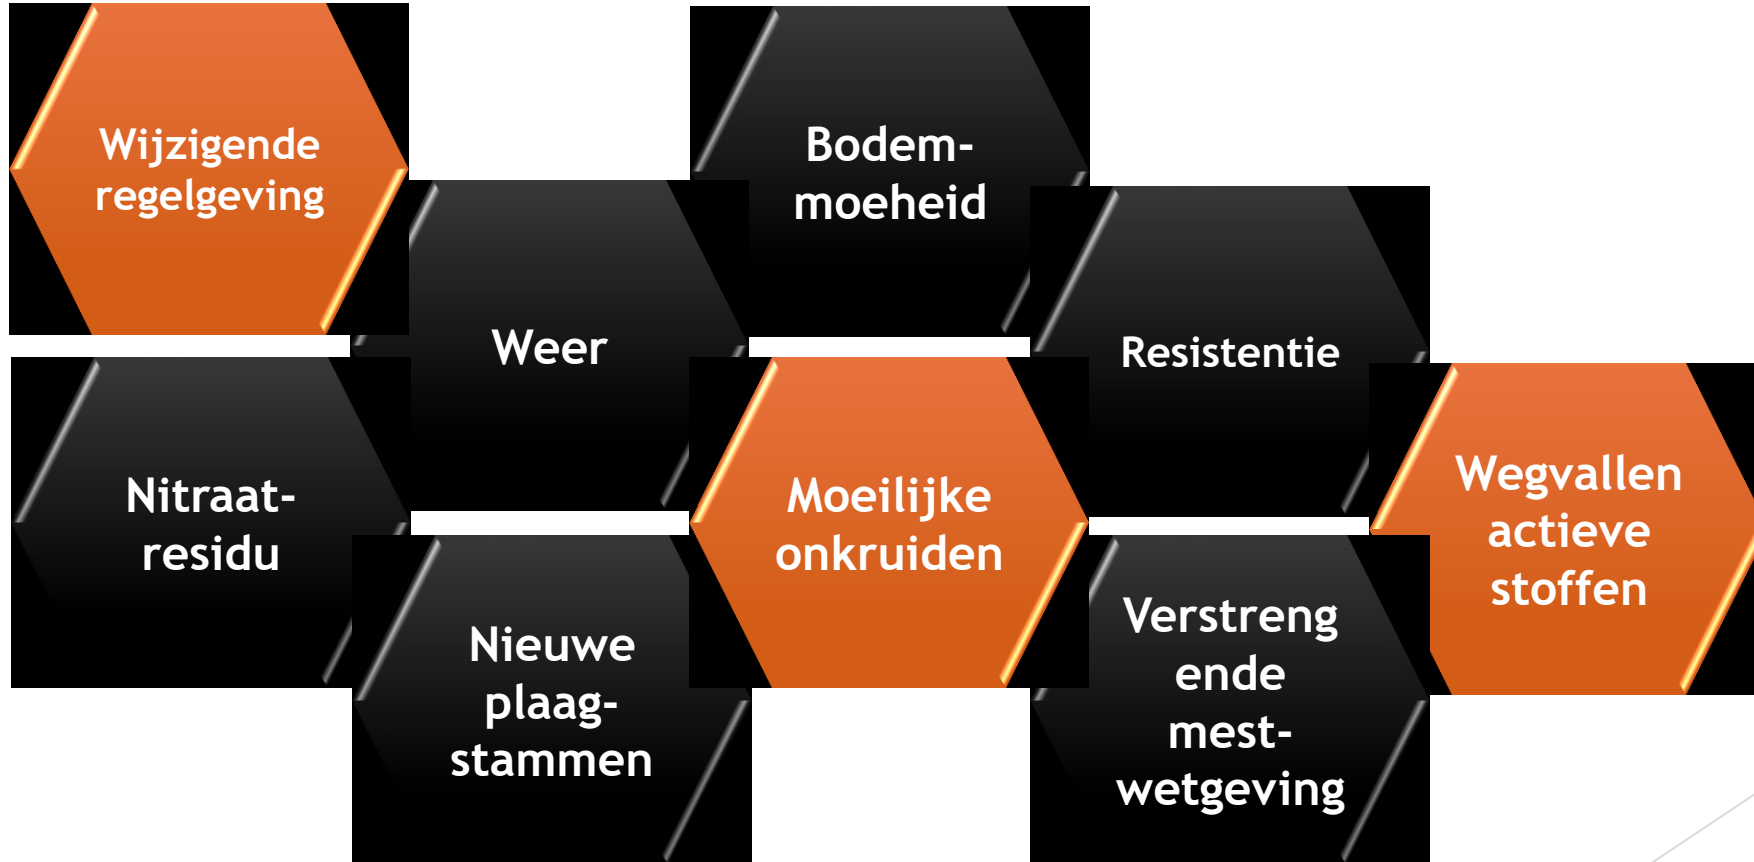 Wijzigende
regelgeving
Bodem-
moeheid
Weer
Resistentie
Nitraat-
residu
Moeilijke
onkruiden
Wegvallen
actieve
stoffen
Nieuwe
plaag-
stammen
Verstreng
ende
mest-
wetgeving